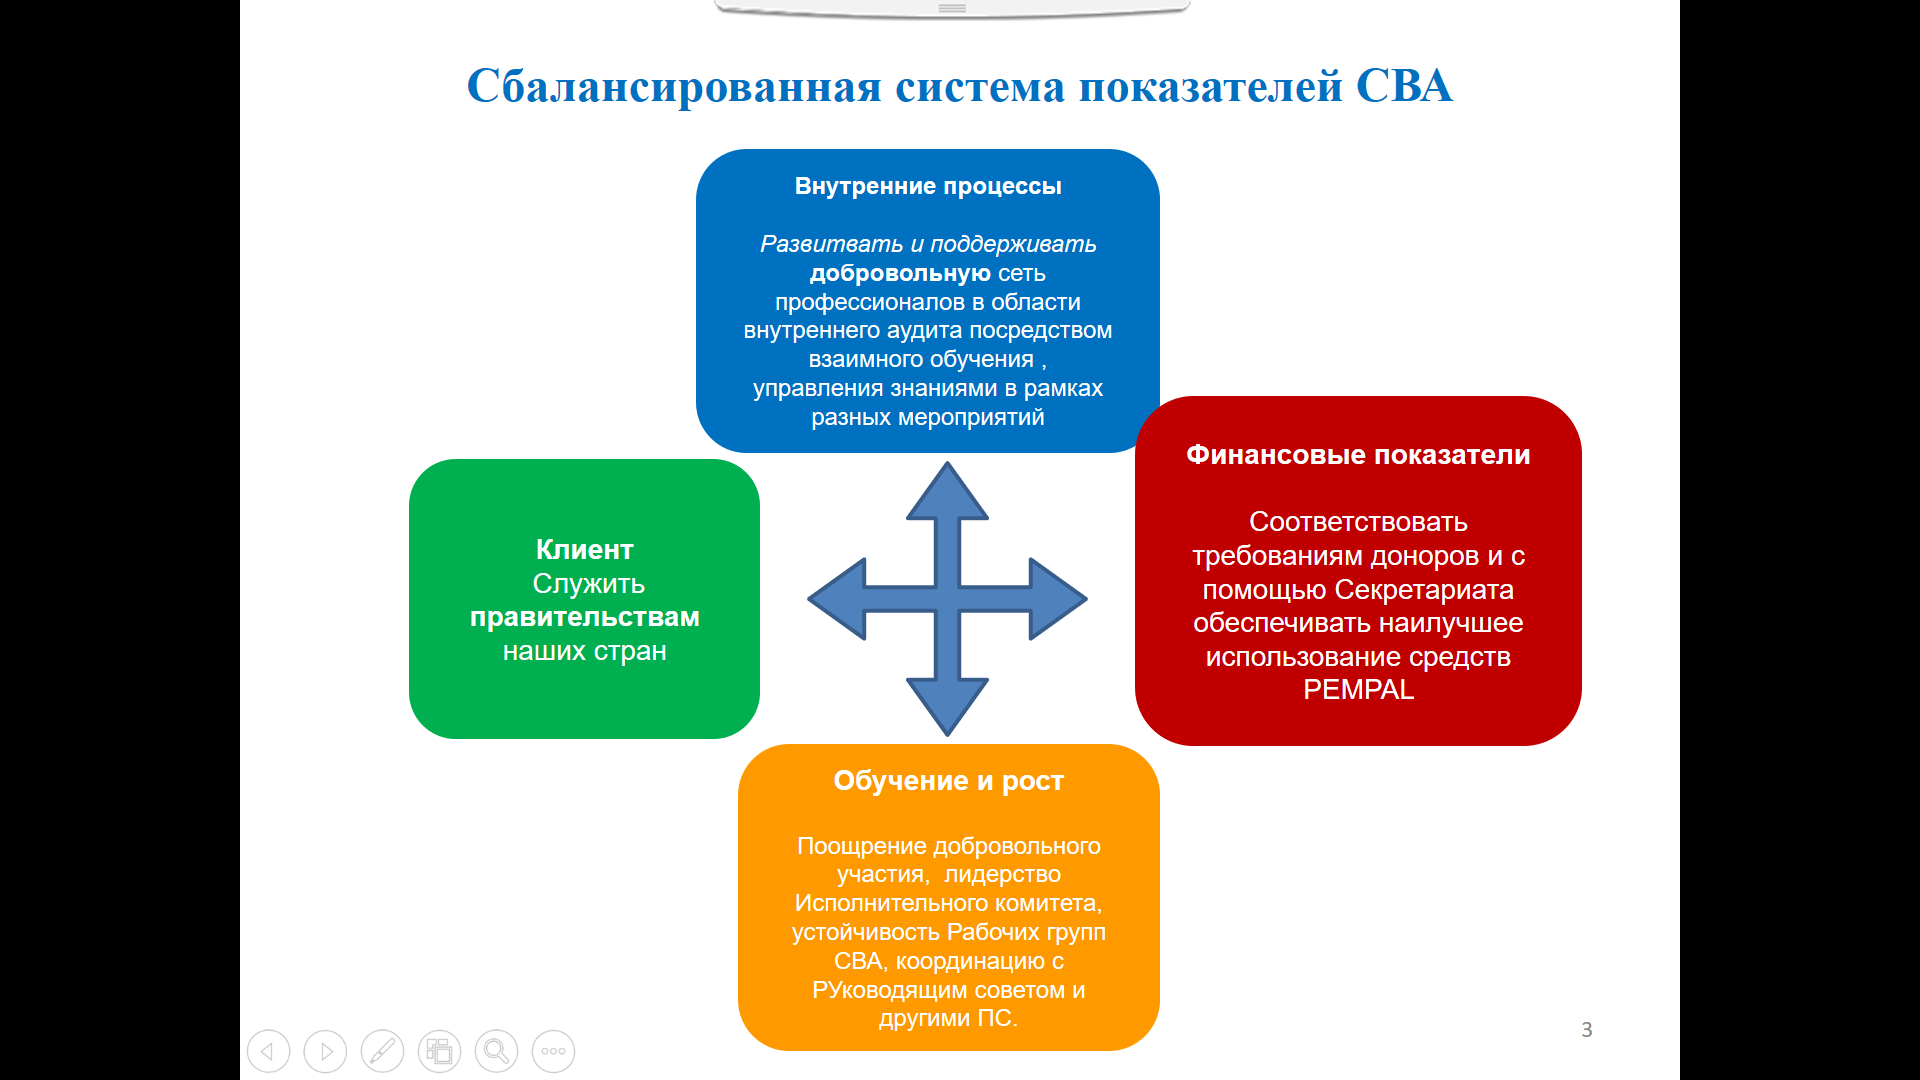 Сбалансированная система показателей СВА
Внутренние процессы
Развитвать и поддерживать
добровольную сеть
профессионалов в области
внутреннего аудита посредством
взаимного обучения ,
управления знаниями в рамках
разных мероприятий
Финансовые показатели
Соответствовать
требованиям доноров и с
помощью Секретариата
обеспечивать наилучшее
использование средств
PEMPAL
Клиент
Служить
правительствам
наших стран
Обучение и рост
Поощрение добровольного
участия,  лидерство
Исполнительного комитета,
устойчивость Рабочих групп
СВА, координацию с
РУководящим советом и
другими ПС.
3